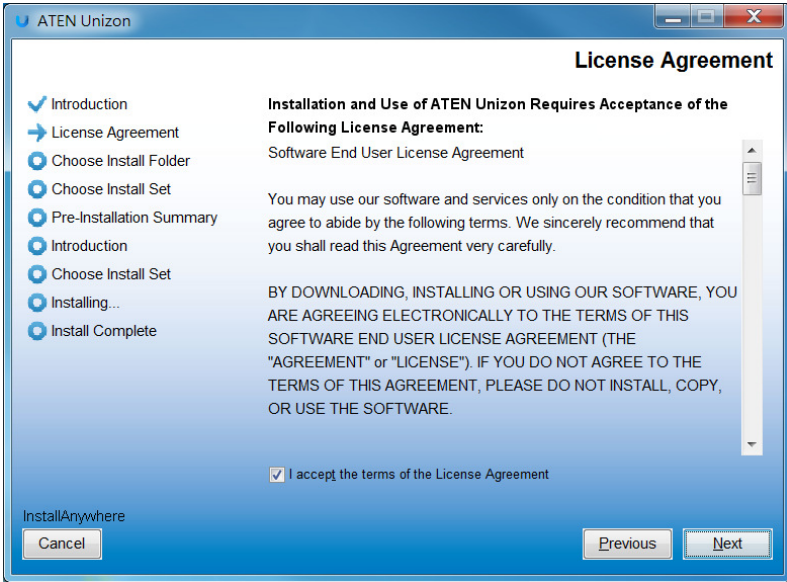 ATEN Unizon
License Agreement
Introduction
License Agreement
Choose Install Folder
Choose Install Set
Pre-Installation Summary
Introduction
Choose Install Set
Installing...
Install Complete
Installation and Use of ATEN Unizon Requires Acceptance of the
Following License Agreement:
Software End User License Agreement
You may use our software and services only on the condition that you
agree to abide by the following terms. We sincerely recommend that
you shall read this Agreement very carefully.
BY DOWNLOADING, INSTALLING OR USING OUR SOFTWARE, YOU
ARE AGREEING ELECTRONICALLY TO THE TERMS OF THIS
SOFTWARE END USER LICENSE AGREEMENT (THE
"AGREEMENT" or "LICENSE"). IF YOU DO NOT AGREE TO THE
TERMS OF THIS AGREEMENT, PLEASE DO NOT INSTALL, COPY,
OR USE THE SOFTWARE.
I accept the terms of the License Agreement
InstallAnywhere
Cancel
Previous
Next